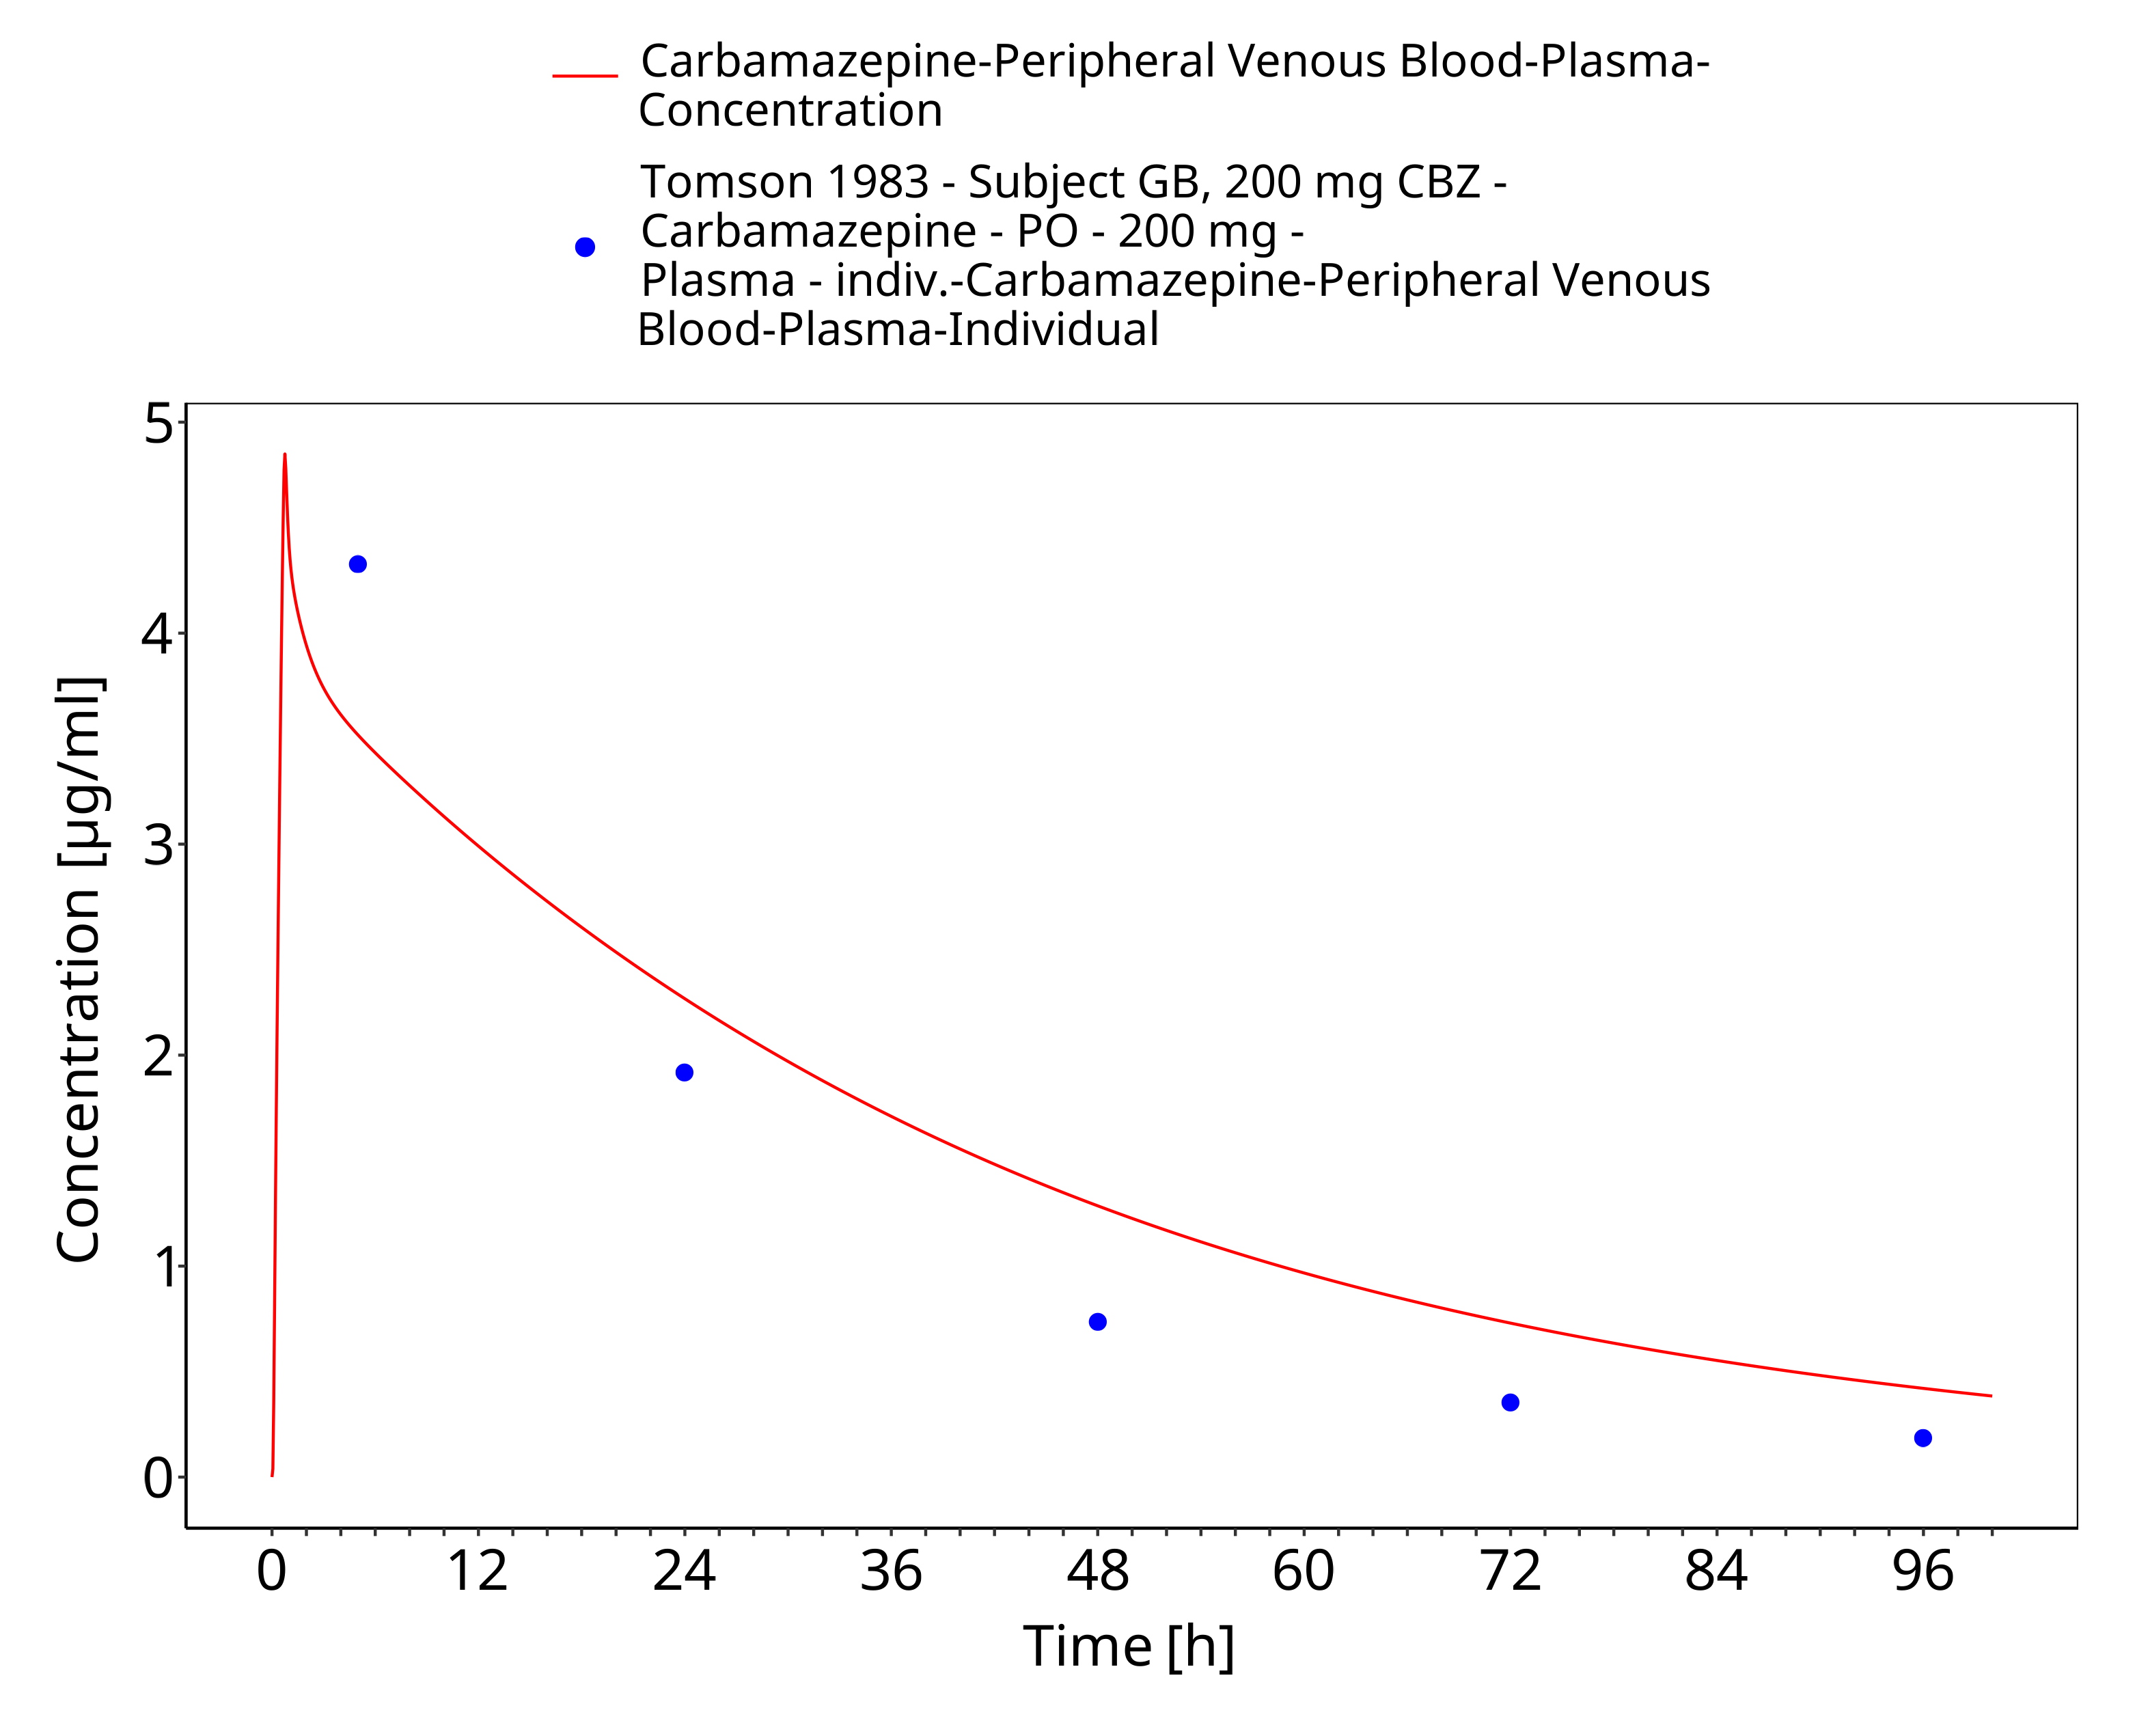 Carbamazepine-Peripheral Venous Blood-Plasma-
Concentration
Tomson 1983 - Subject GB, 200 mg CBZ -
Carbamazepine - PO - 200 mg -
Plasma - indiv.-Carbamazepine-Peripheral Venous
Blood-Plasma-Individual
5
4
3
2
1
0
Concentration [µg/ml]
0 12 24 36 48 60 72 84 96
Time [h]